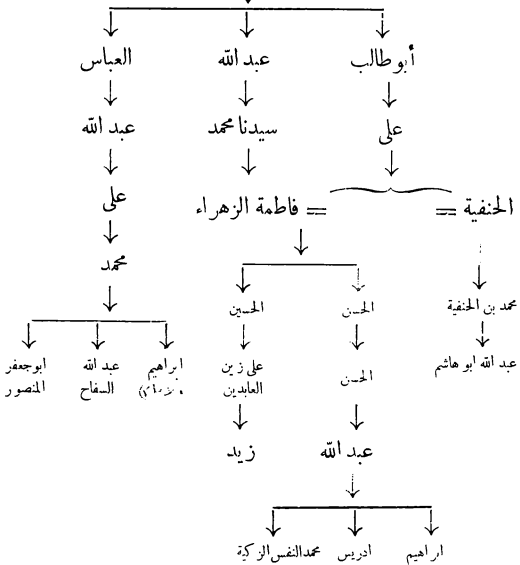 أبو طالب عبد الله العباس
على سيدنا محمد عبد الله
على
الحنفية = = فاطمة الزهراء
محمد
محمد بن الحنفية الحسن الحسين
عبد الله ابو هاشم الحسن على زين العابدين ابراهيم عبد الله السفاح ابو جعفر المنصور
عبد الله زيد
ابراهيم ادريس محمد النفس الزكية